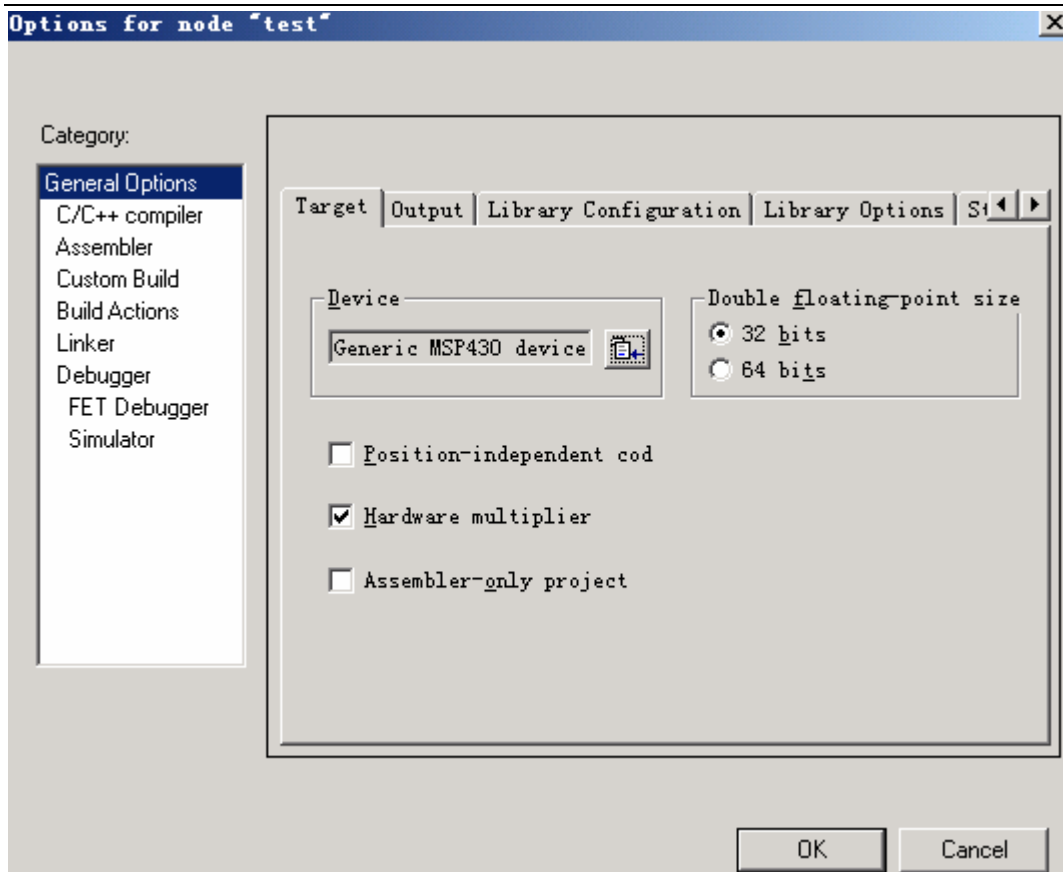 Options for node "test"
Category:
General Options
C/C++ compiler
Assembler
Custom Build
Build Actions
Linker
Debugger
FET Debugger
Simulator
Target
Output
Library Configuration
Library Options
St
Device
Generic MSP430 device
Double floating-point size
32 bits
64 bits
Position-independent cod
Hardware multiplier
Assembler-only project
OK
Cancel